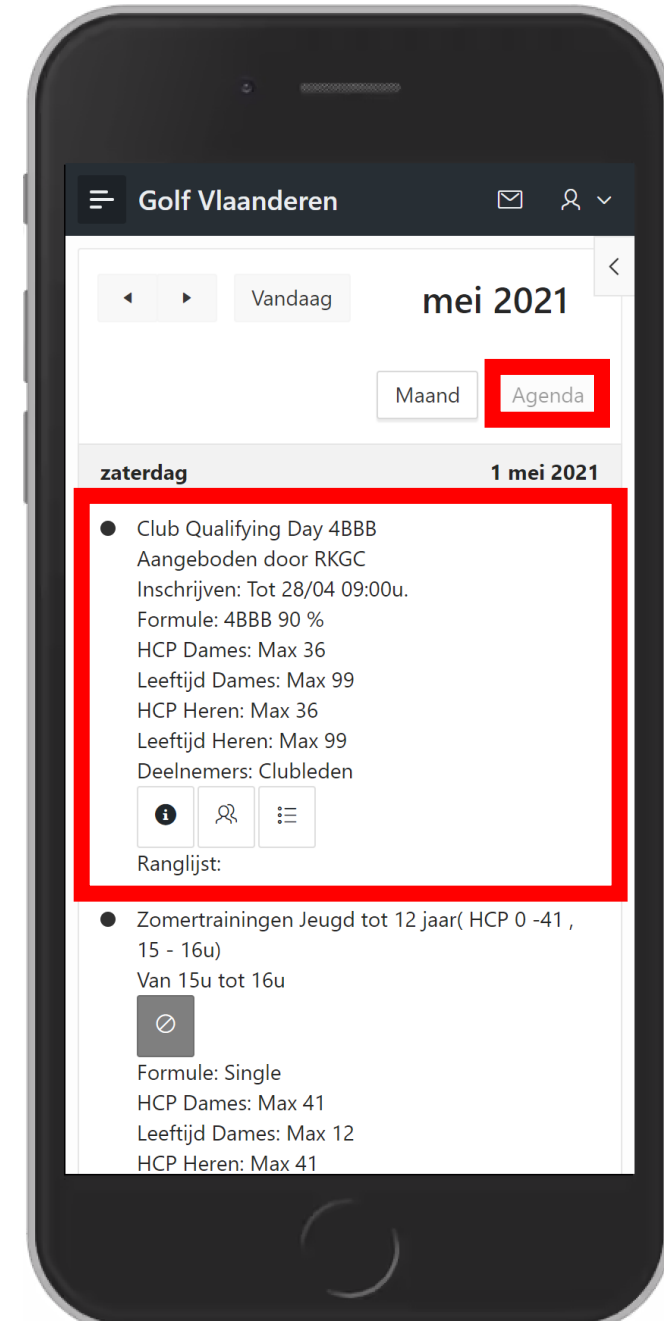 Golf Vlaanderen
Vandaag
mei 2021
Maand
Agenda
zaterdag
1 mei 2021
Club Qualifying Day 4BBB
Aangeboden door RKGC
Inschrijven: Tot 28/04 09:00u.
Formule: 4BBB 90 %
HCP Dames: Max 36
Leeftijd Dames: Max 99
HCP Heren: Max 36
Leeftijd Heren: Max 99
Deelnemers: Clubleden
Ranglijst:
Zomertrainingen Jeugd tot 12 jaar( HCP 0 -41 ,
15 - 16u)
Van 15u tot 16u
Formule: Single
HCP Dames: Max 41
Leeftijd Dames: Max 12
HCP Heren: Max 41